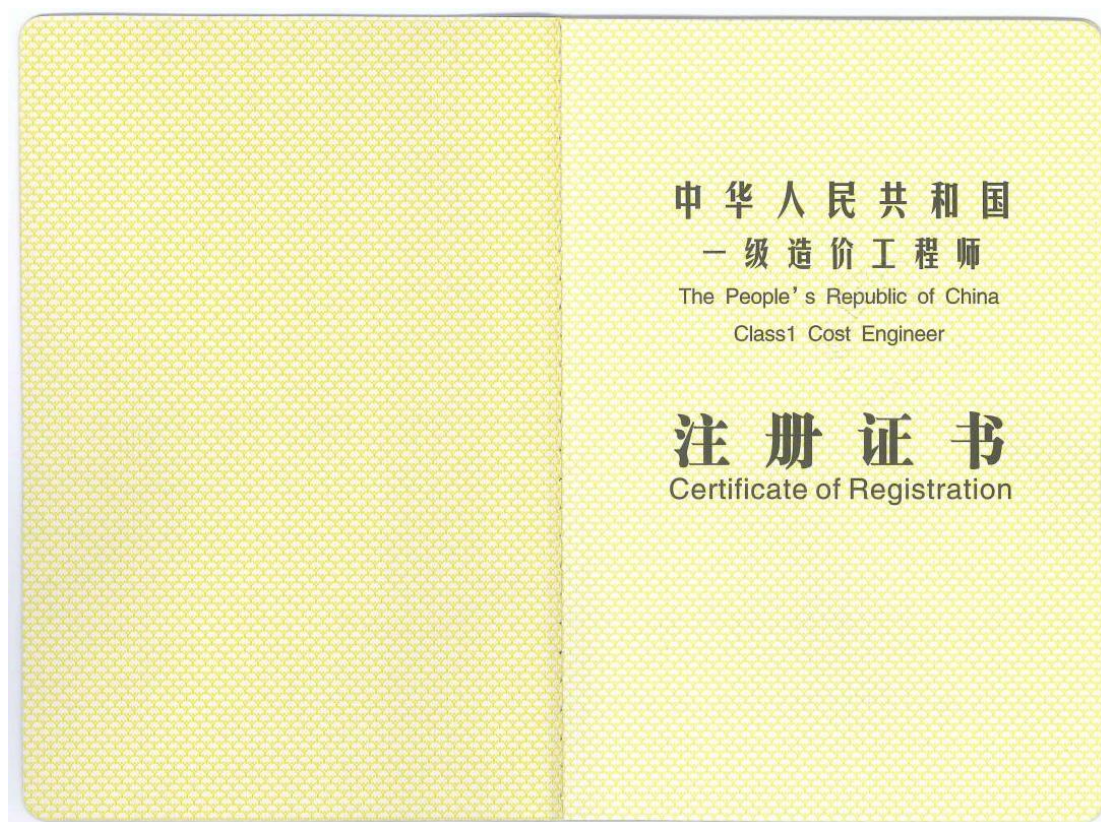 中华人民共和国
一级造价工程师
The People's Republic of China
Class1 Cost Engineer
注册证书
Certificate of Registration